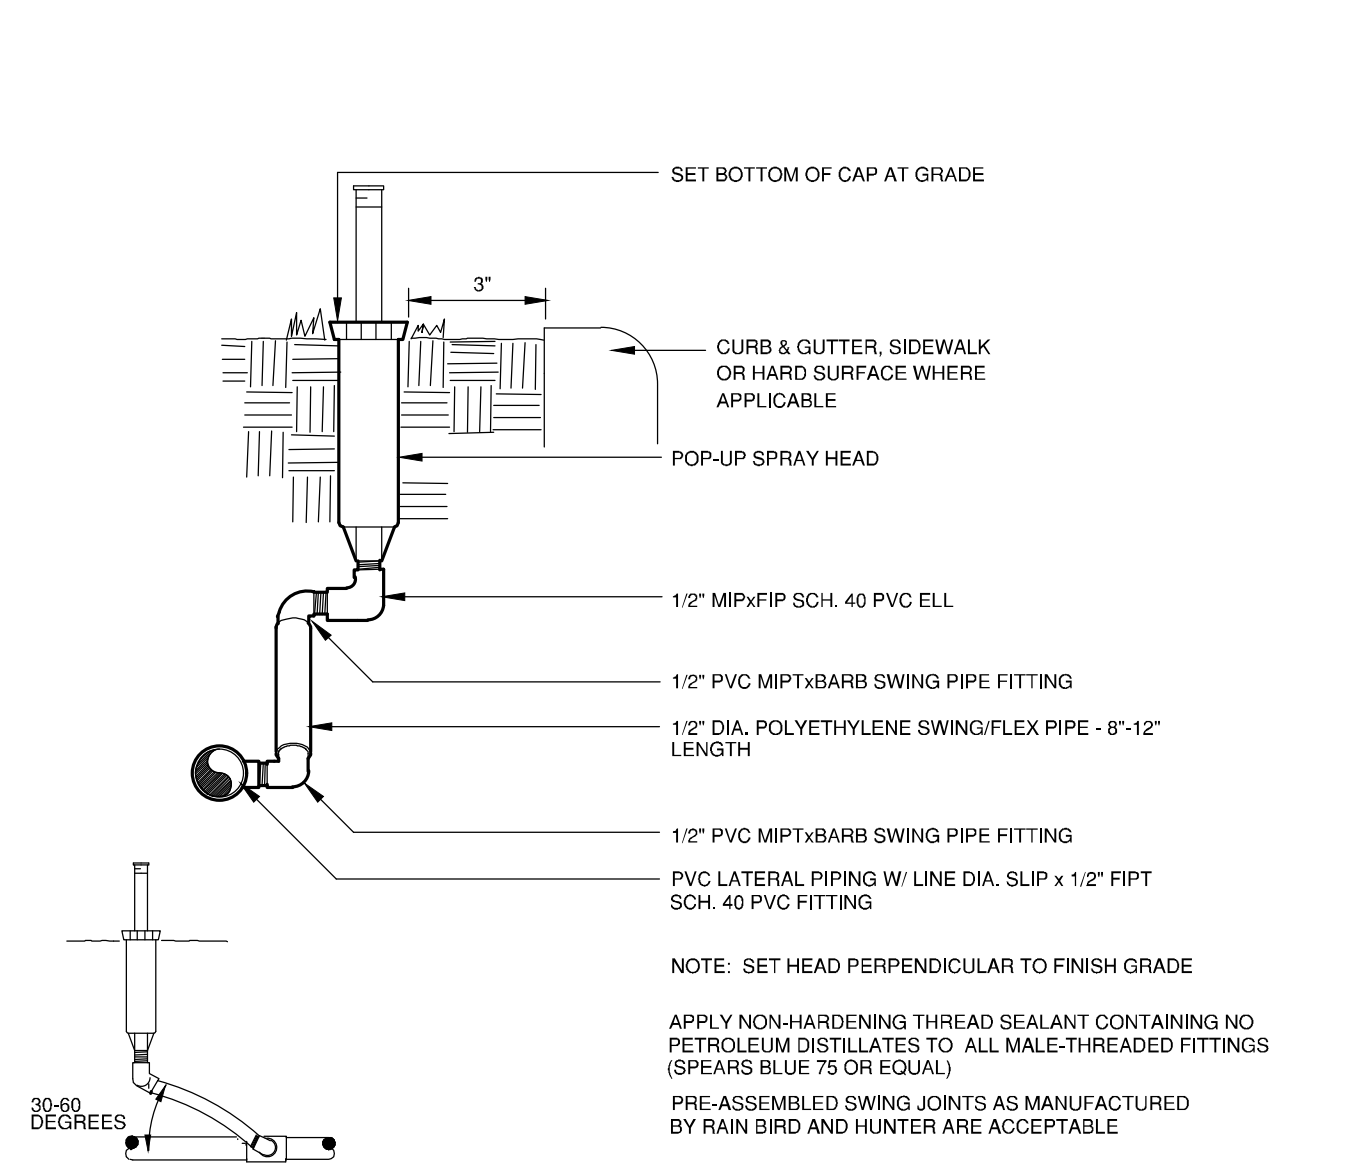 SET BOTTOM OF CAP AT GRADE
3"
CURB & GUTTER, SIDEWALK
OR HARD SURFACE WHERE
APPLICABLE
POP-UP SPRAY HEAD
1/2" MIPxFIP SCH. 40 PVC ELL
1/2" PVC MIPTxBARB SWING PIPE FITTING
1/2" DIA. POLYETHYLENE SWING/FLEX PIPE - 8"-12"
LENGTH
1/2" PVC MIPTxBARB SWING PIPE FITTING
PVC LATERAL PIPING W/ LINE DIA. SLIP x 1/2" FIPT
SCH. 40 PVC FITTING
NOTE: SET HEAD PERPENDICULAR TO FINISH GRADE
APPLY NON-HARDENING THREAD SEALANT CONTAINING NO
PETROLEUM DISTILLATES TO ALL MALE-THREADED FITTINGS
(SPEARS BLUE 75 OR EQUAL)
PRE-ASSEMBLED SWING JOINTS AS MANUFACTURED
BY RAIN BIRD AND HUNTER ARE ACCEPTABLE
30-60
DEGREES